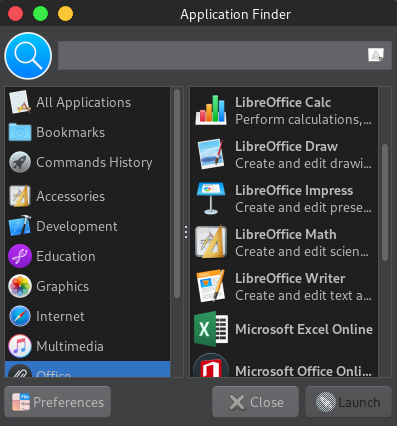 Application Finder
All Applications
Bookmarks
Commands History
Accessories
Development
Education
Graphics
Internet
Multimedia
Office
LibreOffice Calc
Perform calculations,...
LibreOffice Draw
Create and edit drawi...
LibreOffice Impress
Create and edit prese...
LibreOffice Math
Create and edit scien...
LibreOffice Writer
Create and edit text a...
Microsoft Excel Online
Microsoft Office Onli...
Preferences
Close
Launch